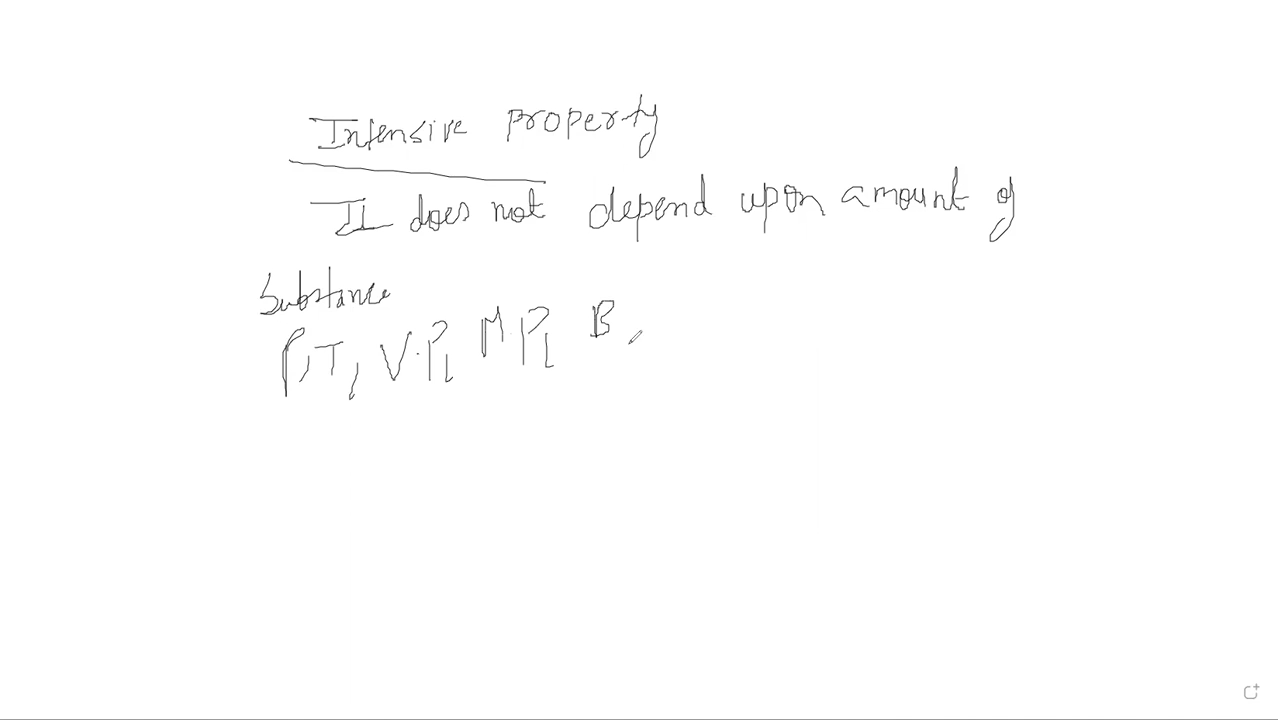 Intensive property
It does not depend upon amount of
Substance
P, T, V.P, M.P, B.